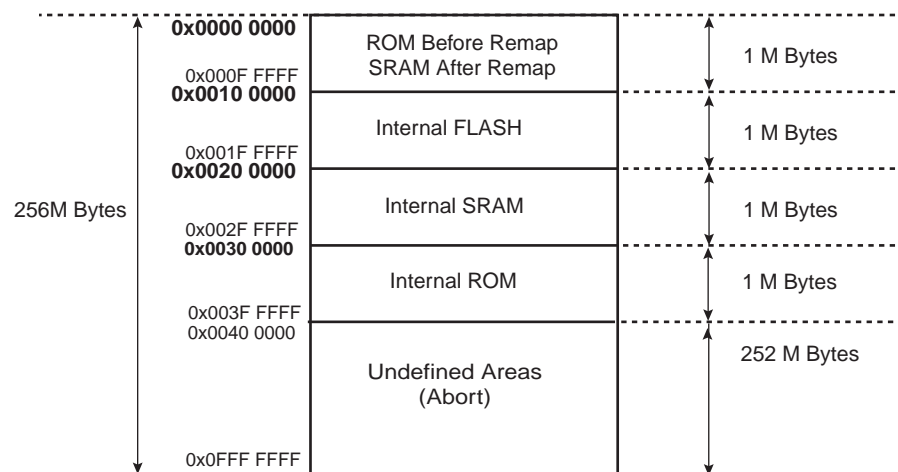 0x0000 0000
ROM Before Remap
SRAM After Remap
1 M Bytes
0x000F FFFF
0x0010 0000
Internal FLASH
1 M Bytes
0x001F FFFF
0x0020 0000
256M Bytes
Internal SRAM
1 M Bytes
0x002F FFFF
0x0030 0000
Internal ROM
1 M Bytes
0x003F FFFF
0x0040 0000
252 M Bytes
Undefined Areas
(Abort)
0x0FFF FFFF